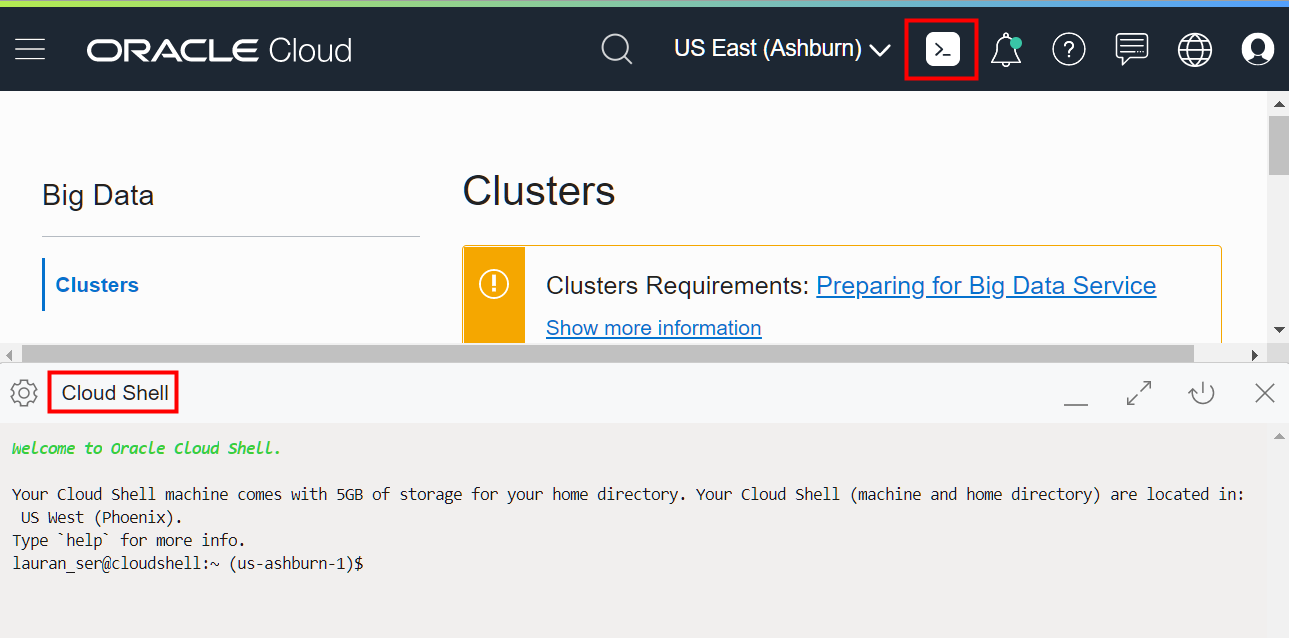 ORACLE Cloud
US East (Ashburn)
Big Data
Clusters
Clusters
Clusters Requirements: Preparing for Big Data Service
Show more information
Cloud Shell
Welcome to Oracle Cloud Shell.
Your Cloud Shell machine comes with 5GB of storage for your home directory. Your Cloud Shell (machine and home directory) are located in:
US West (Phoenix).
Type `help` for more info.
lauran_ser@cloudshell:~ (us-ashburn-1)$